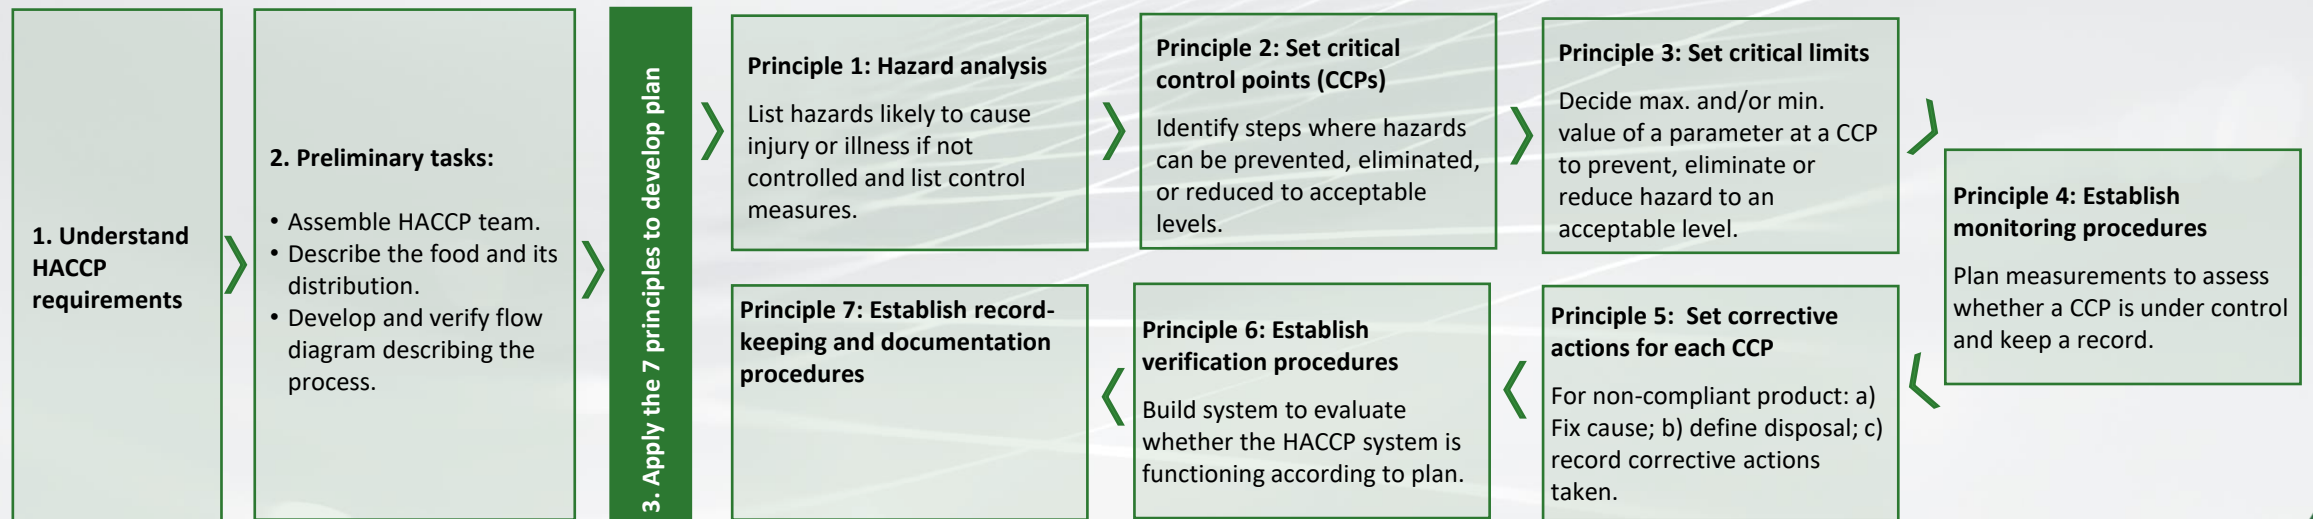 1. Understand
HACCP
requirements
2. Preliminary tasks:
• Assemble HACCP team.
• Describe the food and its
distribution.
• Develop and verify flow
diagram describing the
process.
3. Apply the 7 principles to develop plan
Principle 1: Hazard analysis
List hazards likely to cause
injury or illness if not
controlled and list control
measures.
Principle 2: Set critical
control points (CCPs)
Identify steps where hazards
can be prevented, eliminated,
or reduced to acceptable
levels.
Principle 3: Set critical limits
Decide max. and/or min.
value of a parameter at a CCP
to prevent, eliminate or
reduce hazard to an
acceptable level.
Principle 4: Establish
monitoring procedures
Plan measurements to assess
whether a CCP is under control
and keep a record.
Principle 5:  Set corrective
actions for each CCP
For non-compliant product: a)
Fix cause; b) define disposal; c)
record corrective actions
taken.
Principle 6: Establish
verification procedures
Build system to evaluate
whether the HACCP system is
functioning according to plan.
Principle 7: Establish record-
keeping and documentation
procedures